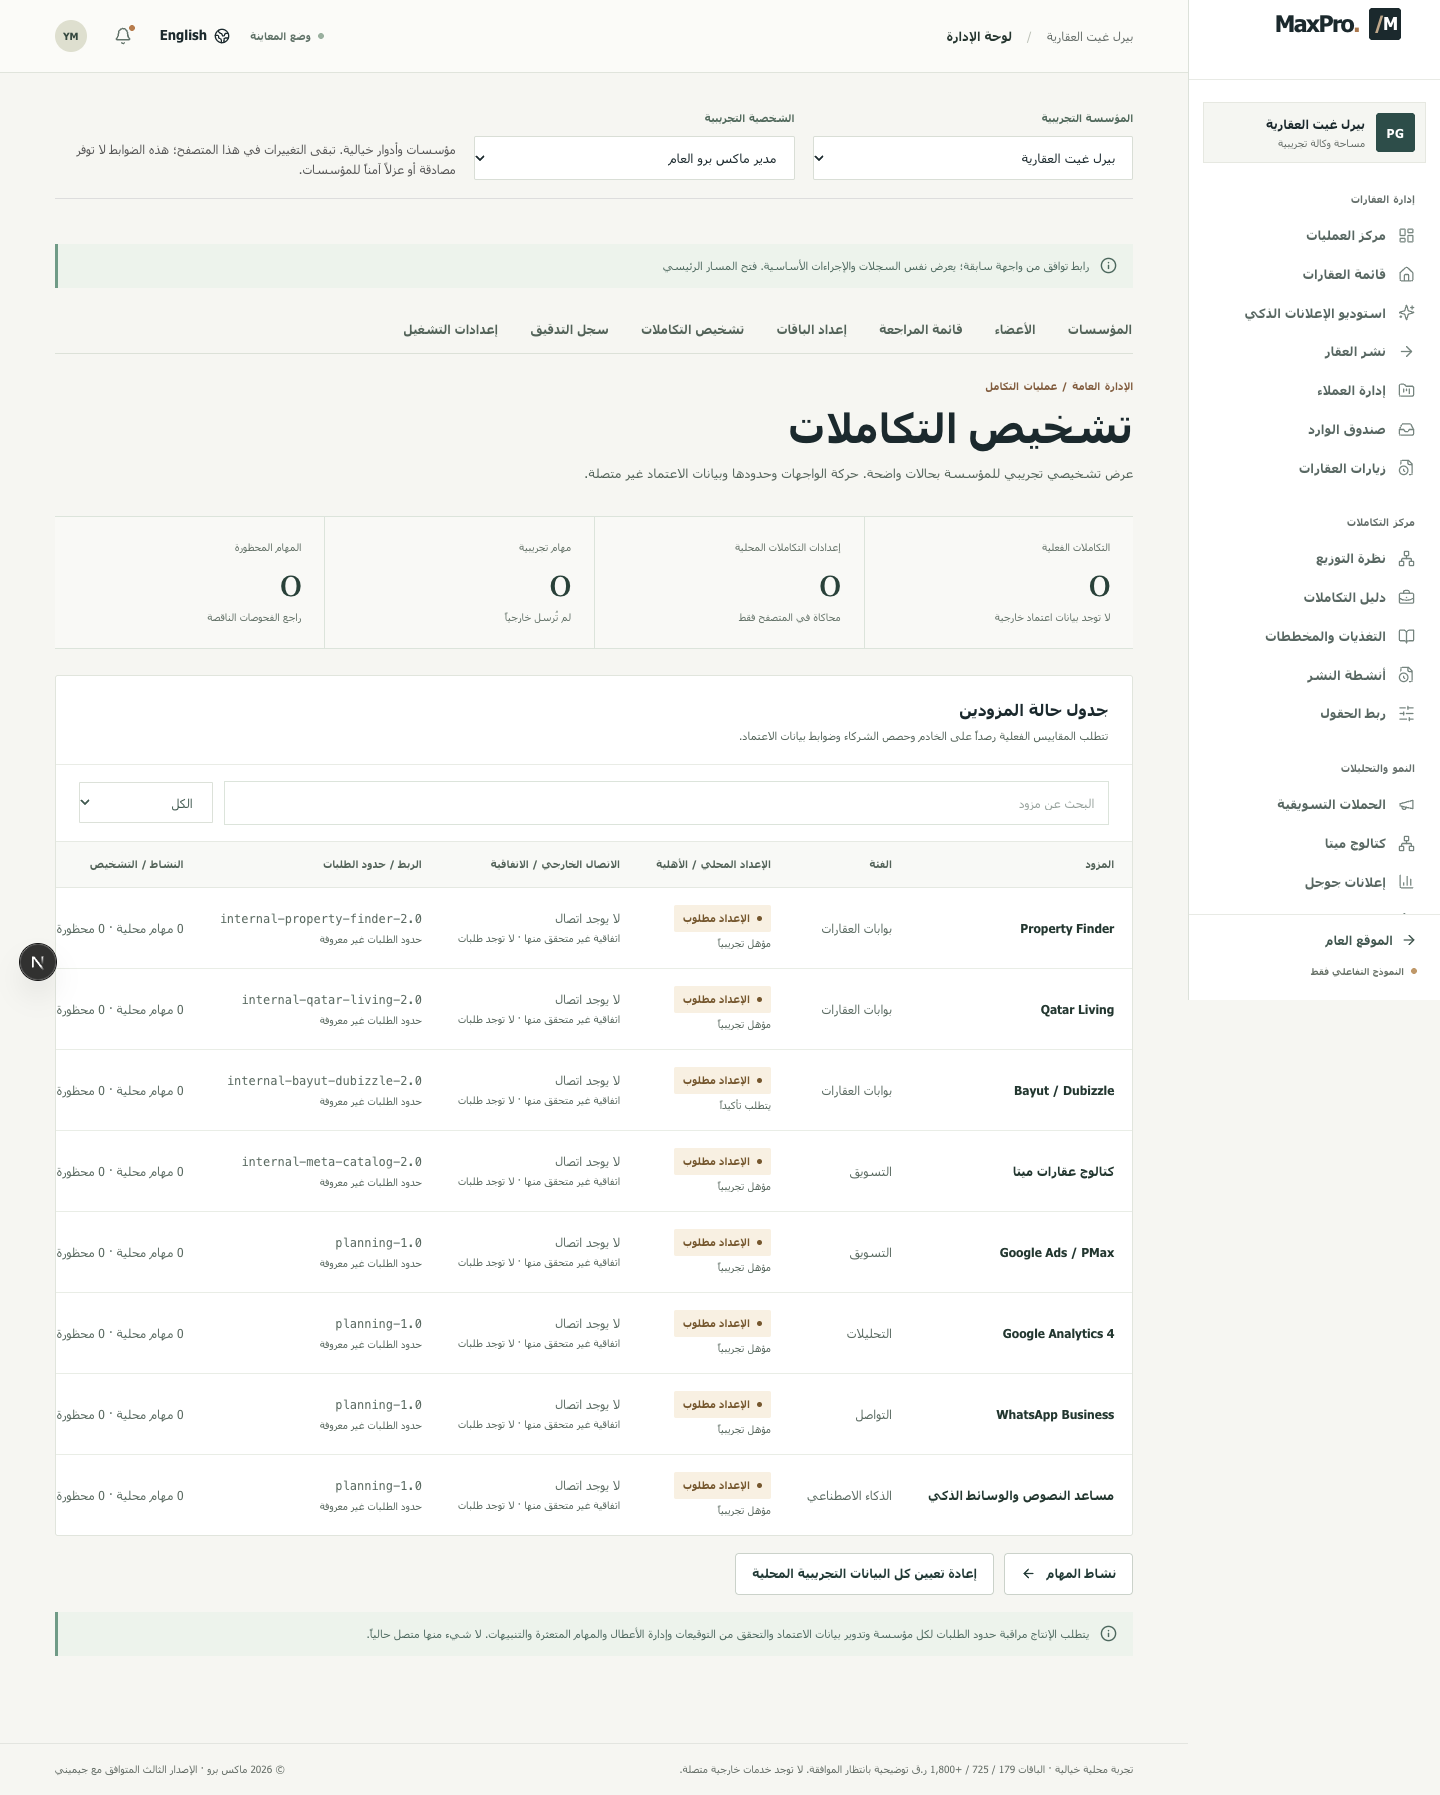 MaxPro.
/M
بيرل غيت العقارية
مساحة وكالة تجريبية
PG
إدارة العقارات
مركز العمليات
قائمة العقارات
استوديو الإعلانات الذكي
نشر العقار
إدارة العملاء
صندوق الوارد
زيارات العقارات
مركز التكاملات
نظرة التوزيع
دليل التكاملات
التغذيات والمخططات
أنشطة النشر
ربط الحقول
النمو والتحليلات
الحملات التسويقية
كتالوج ميتا
إعلانات جوجل
الموقع العام
النموذج التفاعلي فقط
بيرل غيت العقارية / لوحة الإدارة
وضع المعاينة
English
YM
المؤسسة التجريبية
بيرل غيت العقارية
الشخصية التجريبية
مدير ماكس برو العام
مؤسسات وأدوار خيالية. تبقى التغييرات في هذا المتصفح؛ هذه الضوابط لا توفر
مصادقة أو عزلاً آمناً للمؤسسات.
رابط توافق من واجهة سابقة؛ يعرض نفس السجلات والإجراءات الأساسية. فتح المسار الرئيسي
المؤسسات الأعضاء قائمة المراجعة إعداد الباقات تشخيص التكاملات سجل التدقيق إعدادات التشغيل
الإدارة العامة / عمليات التكامل
تشخيص التكاملات
عرض تشخيصي تجريبي للمؤسسة بحالات واضحة. حركة الواجهات وحدودها وبيانات الاعتماد غير متصلة.
التكاملات الفعلية
0
لا توجد بيانات اعتماد خارجية
إعدادات التكاملات المحلية
0
محاكاة في المتصفح فقط
مهام تجريبية
0
لم تُرسل خارجياً
المهام المحظورة
0
راجع الفحوصات الناقصة
جدول حالة المزودين
تتطلب المقاييس الفعلية رصداً على الخادم وحصص الشركاء وضوابط بيانات الاعتماد.
البحث عن مزود
الكل
المزود الفئة الإعداد المحلي / الأهلية الاتصال الخارجي / الاتفاقية الربط / حدود الطلبات النشاط / التشخيص
Property Finder بوابات العقارات الإعداد مطلوب لا يوجد اتصال internal-property-finder-2.0 0 مهام محلية · 0 محظورة
مؤهل تجريبياً اتفاقية غير متحقق منها · لا توجد طلبات حدود الطلبات غير معروفة
Qatar Living بوابات العقارات الإعداد مطلوب لا يوجد اتصال internal-qatar-living-2.0 0 مهام محلية · 0 محظورة
مؤهل تجريبياً اتفاقية غير متحقق منها · لا توجد طلبات حدود الطلبات غير معروفة
Bayut / Dubizzle بوابات العقارات الإعداد مطلوب لا يوجد اتصال internal-bayut-dubizzle-2.0 0 مهام محلية · 0 محظورة
يتطلب تأكيداً اتفاقية غير متحقق منها · لا توجد طلبات حدود الطلبات غير معروفة
كتالوج عقارات ميتا التسويق الإعداد مطلوب لا يوجد اتصال internal-meta-catalog-2.0 0 مهام محلية · 0 محظورة
مؤهل تجريبياً اتفاقية غير متحقق منها · لا توجد طلبات حدود الطلبات غير معروفة
Google Ads / PMax التسويق الإعداد مطلوب لا يوجد اتصال planning-1.0 0 مهام محلية · 0 محظورة
مؤهل تجريبياً اتفاقية غير متحقق منها · لا توجد طلبات حدود الطلبات غير معروفة
Google Analytics 4 التحليلات الإعداد مطلوب لا يوجد اتصال planning-1.0 0 مهام محلية · 0 محظورة
مؤهل تجريبياً اتفاقية غير متحقق منها · لا توجد طلبات حدود الطلبات غير معروفة
WhatsApp Business التواصل الإعداد مطلوب لا يوجد اتصال planning-1.0 0 مهام محلية · 0 محظورة
مؤهل تجريبياً اتفاقية غير متحقق منها · لا توجد طلبات حدود الطلبات غير معروفة
مساعد النصوص والوسائط الذكي الذكاء الاصطناعي الإعداد مطلوب لا يوجد اتصال planning-1.0 0 مهام محلية · 0 محظورة
مؤهل تجريبياً اتفاقية غير متحقق منها · لا توجد طلبات حدود الطلبات غير معروفة
نشاط المهام
إعادة تعيين كل البيانات التجريبية المحلية
يتطلب الإنتاج مراقبة حدود الطلبات لكل مؤسسة وتدوير بيانات الاعتماد والتحقق من التوقيعات وإدارة الأعطال والمهام المتعثرة والتنبيهات. لا شيء منها متصل حالياً.
تجربة محلية خيالية · الباقات 179 / 725 / +1,800 ر.ق توضيحية بانتظار الموافقة. لا توجد خدمات خارجية متصلة.
© 2026 ماكس برو · الإصدار الثالث المتوافق مع جيميني
N